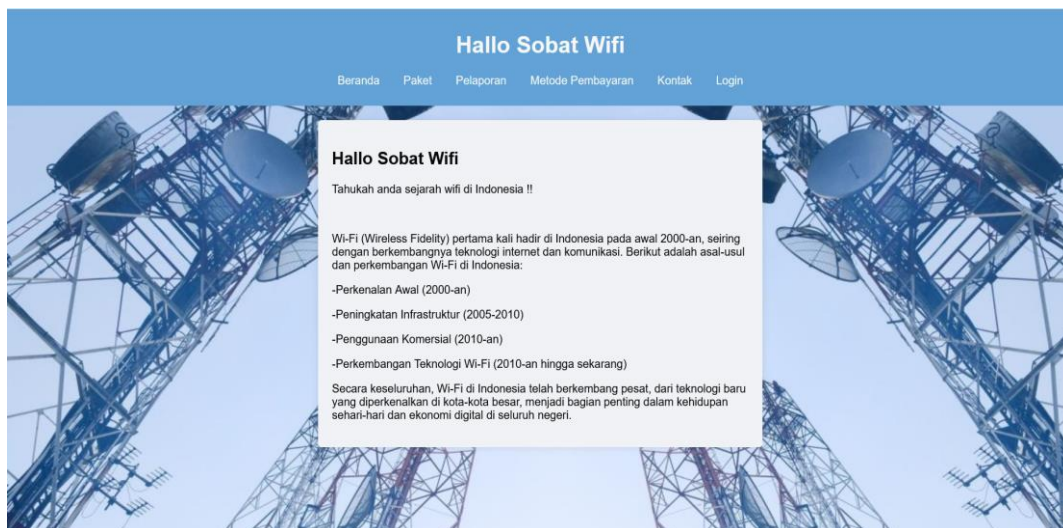 Hallo Sobat Wifi
Beranda Paket Pelaporan Metode Pembayaran Kontak Login
Hallo Sobat Wifi
Tahukah anda sejarah wifi di Indonesia !!
Wi-Fi (Wireless Fidelity) pertama kali hadir di Indonesia pada awal 2000-an, seiring
dengan berkembangnya teknologi internet dan komunikasi. Berikut adalah asal-usul
dan perkembangan Wi-Fi di Indonesia:
-Perkenalan Awal (2000-an)
-Peningkatan Infrastruktur (2005-2010)
-Penggunaan Komersial (2010-an)
-Perkembangan Teknologi Wi-Fi (2010-an hingga sekarang)
Secara keseluruhan, Wi-Fi di Indonesia telah berkembang pesat, dari teknologi baru
yang diperkenalkan di kota-kota besar, menjadi bagian penting dalam kehidupan
sehari-hari dan ekonomi digital di seluruh negeri.